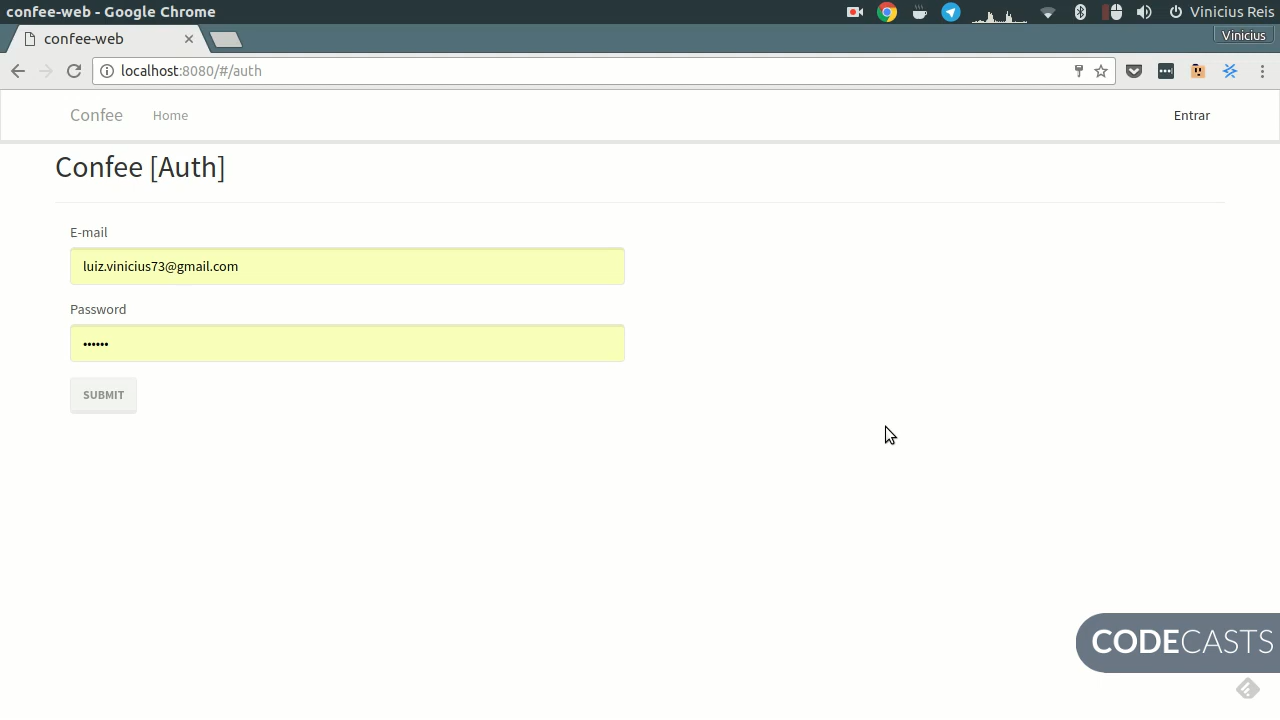 confee-web - Google Chrome
Vinicius Reis
confee-web
Vinicius
localhost:8080/#/auth
Confee
Home
Entrar
Confee [Auth]
E-mail
luiz.vinicius73@gmail.com
Password
••••••
SUBMIT
CODECASTS